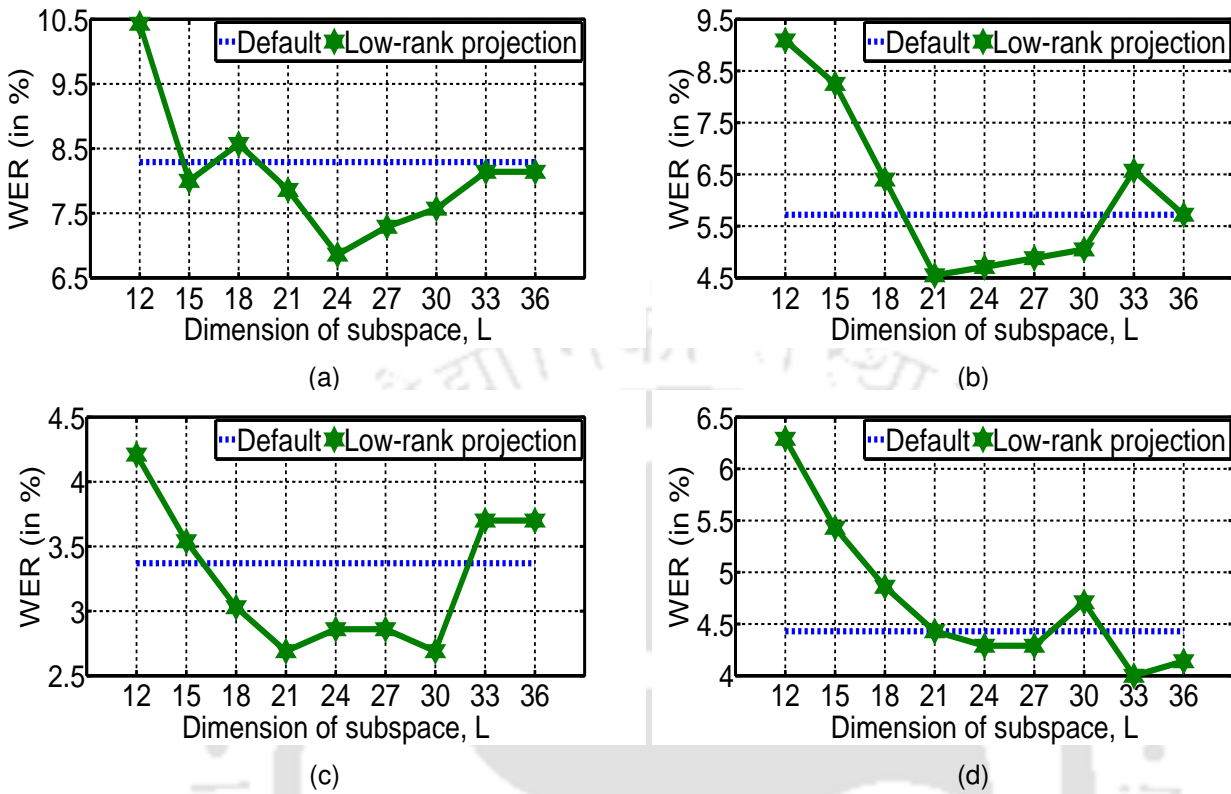 10.5
9.5
8.5
7.5
6.5
WER (in %)
Default Low-rank projection
12 15 18 21 24 27 30 33 36
Dimension of subspace, L
(a)
9.5
8.5
7.5
6.5
5.5
4.5
WER (in %)
Default Low-rank projection
12 15 18 21 24 27 30 33 36
Dimension of subspace, L
(b)
4.5
4
3.5
3
2.5
WER (in %)
Default Low-rank projection
12 15 18 21 24 27 30 33 36
Dimension of subspace, L
(c)
6.5
6
5.5
5
4.5
4
WER (in %)
Default Low-rank projection
12 15 18 21 24 27 30 33 36
Dimension of subspace, L
(d)